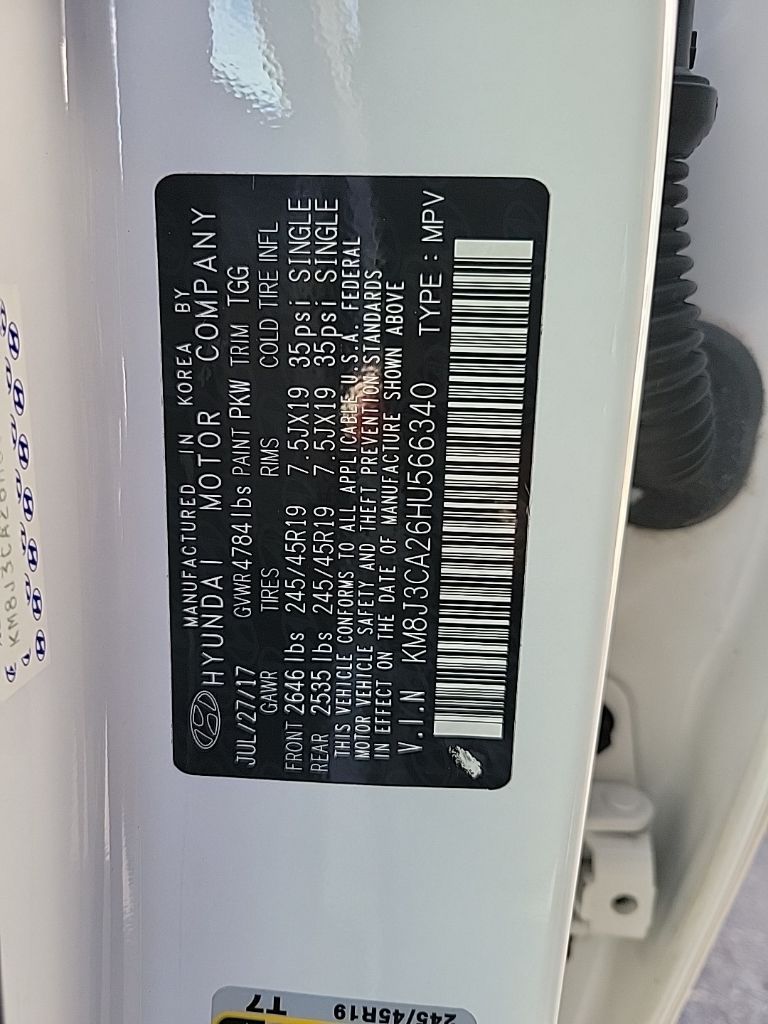 MANUFACTURED IN KOREA BY
HYUNDAI MOTOR COMPANY
JUL/27/17 GVWR 4784 lbs PAINT PKW TRIM TGG
GAWR TIRES RIMS COLD TIRE INFL
FRONT 2646 lbs 245/45R19 7.5JX19 35psi SINGLE
REAR 2535 lbs 245/45R19 7.5JX19 35psi SINGLE
THIS VEHICLE CONFORMS TO ALL APPLICABLE U.S.A. FEDERAL
MOTOR VEHICLE SAFETY AND THEFT PREVENTION STANDARDS
IN EFFECT ON THE DATE OF MANUFACTURE SHOWN ABOVE
V.I.N KM8J3CA26HU566340 TYPE : MPV
T7
245/45R19